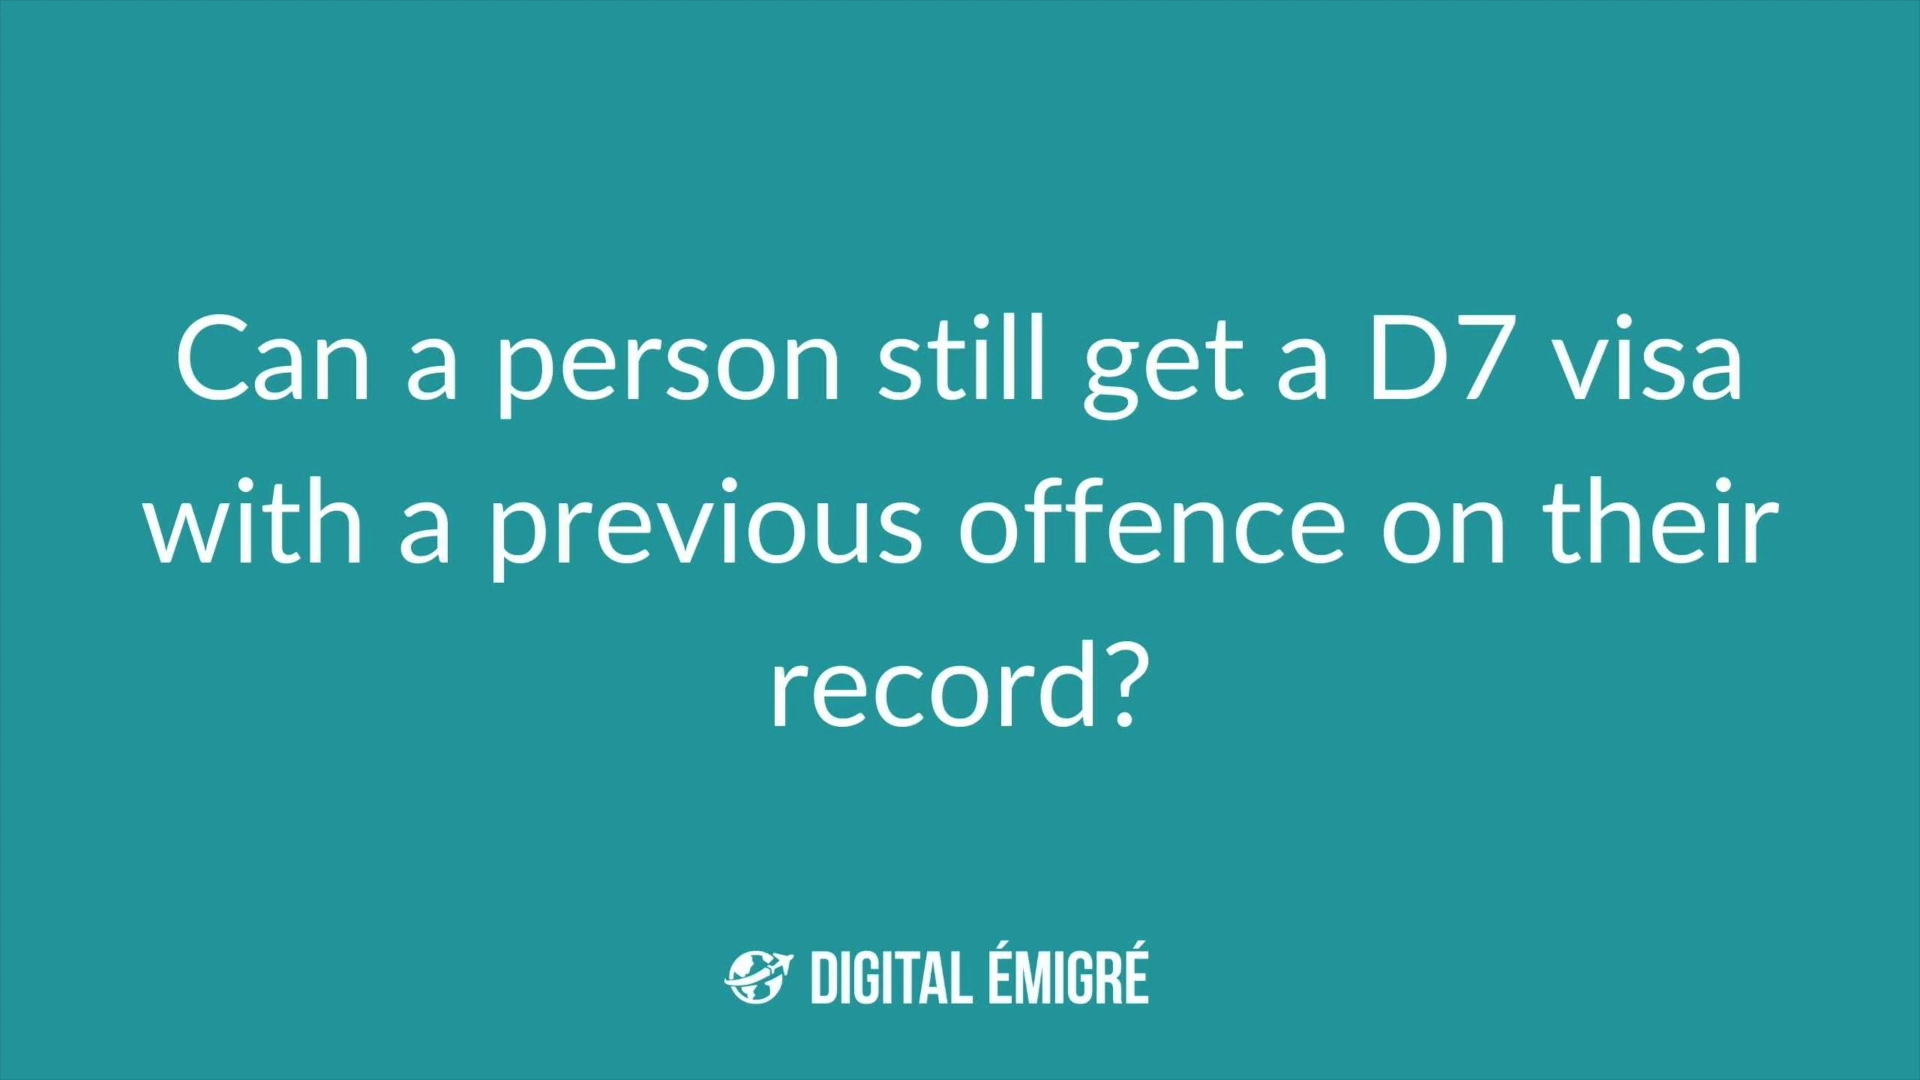 Can a person still get a D7 visa
with a previous offence on their
record?
DIGITAL ÉMIGRÉ